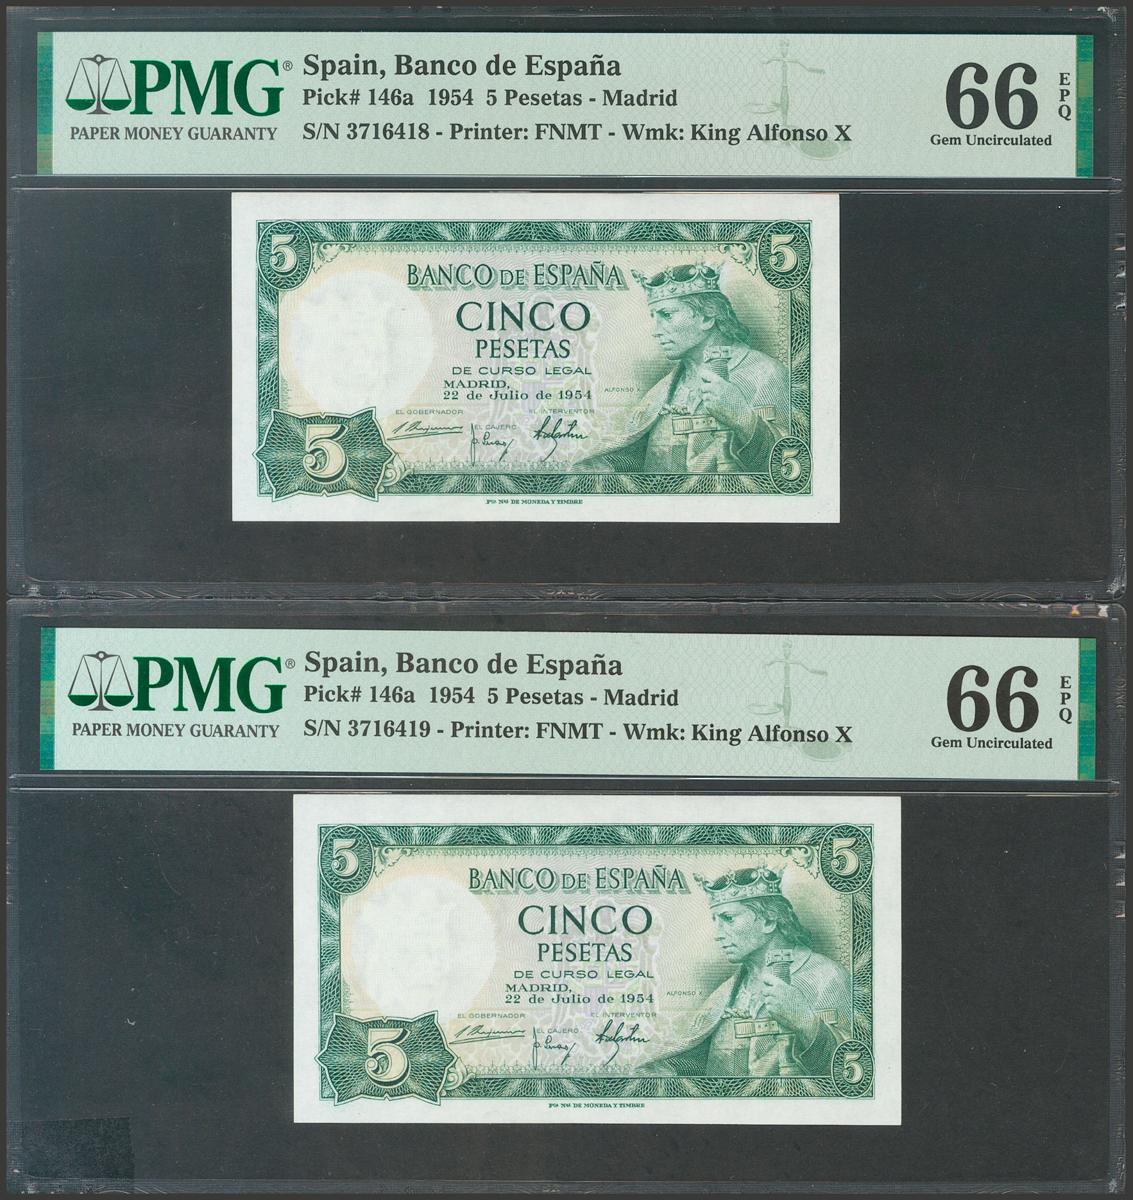 PMG®
PAPER MONEY GUARANTY
Spain, Banco de España
Pick# 146a 1954 5 Pesetas - Madrid
S/N 3716418 - Printer: FNMT - Wmk: King Alfonso X
66 EPQ
Gem Uncirculated
5 5
BANCO DE ESPAÑA
CINCO
PESETAS
DE CURSO LEGAL
MADRID,
22 de Julio de 1954
ALFONSO X
EL GOBERNADOR EL INTERVENTOR
EL CAJERO
5 5
Fca Nal DE MONEDA Y TIMBRE
PMG®
PAPER MONEY GUARANTY
Spain, Banco de España
Pick# 146a 1954 5 Pesetas - Madrid
S/N 3716419 - Printer: FNMT - Wmk: King Alfonso X
66 EPQ
Gem Uncirculated
5 5
BANCO DE ESPAÑA
CINCO
PESETAS
DE CURSO LEGAL
MADRID,
22 de Julio de 1954
ALFONSO X
EL GOBERNADOR EL INTERVENTOR
EL CAJERO
5 5
Fca Nal DE MONEDA Y TIMBRE